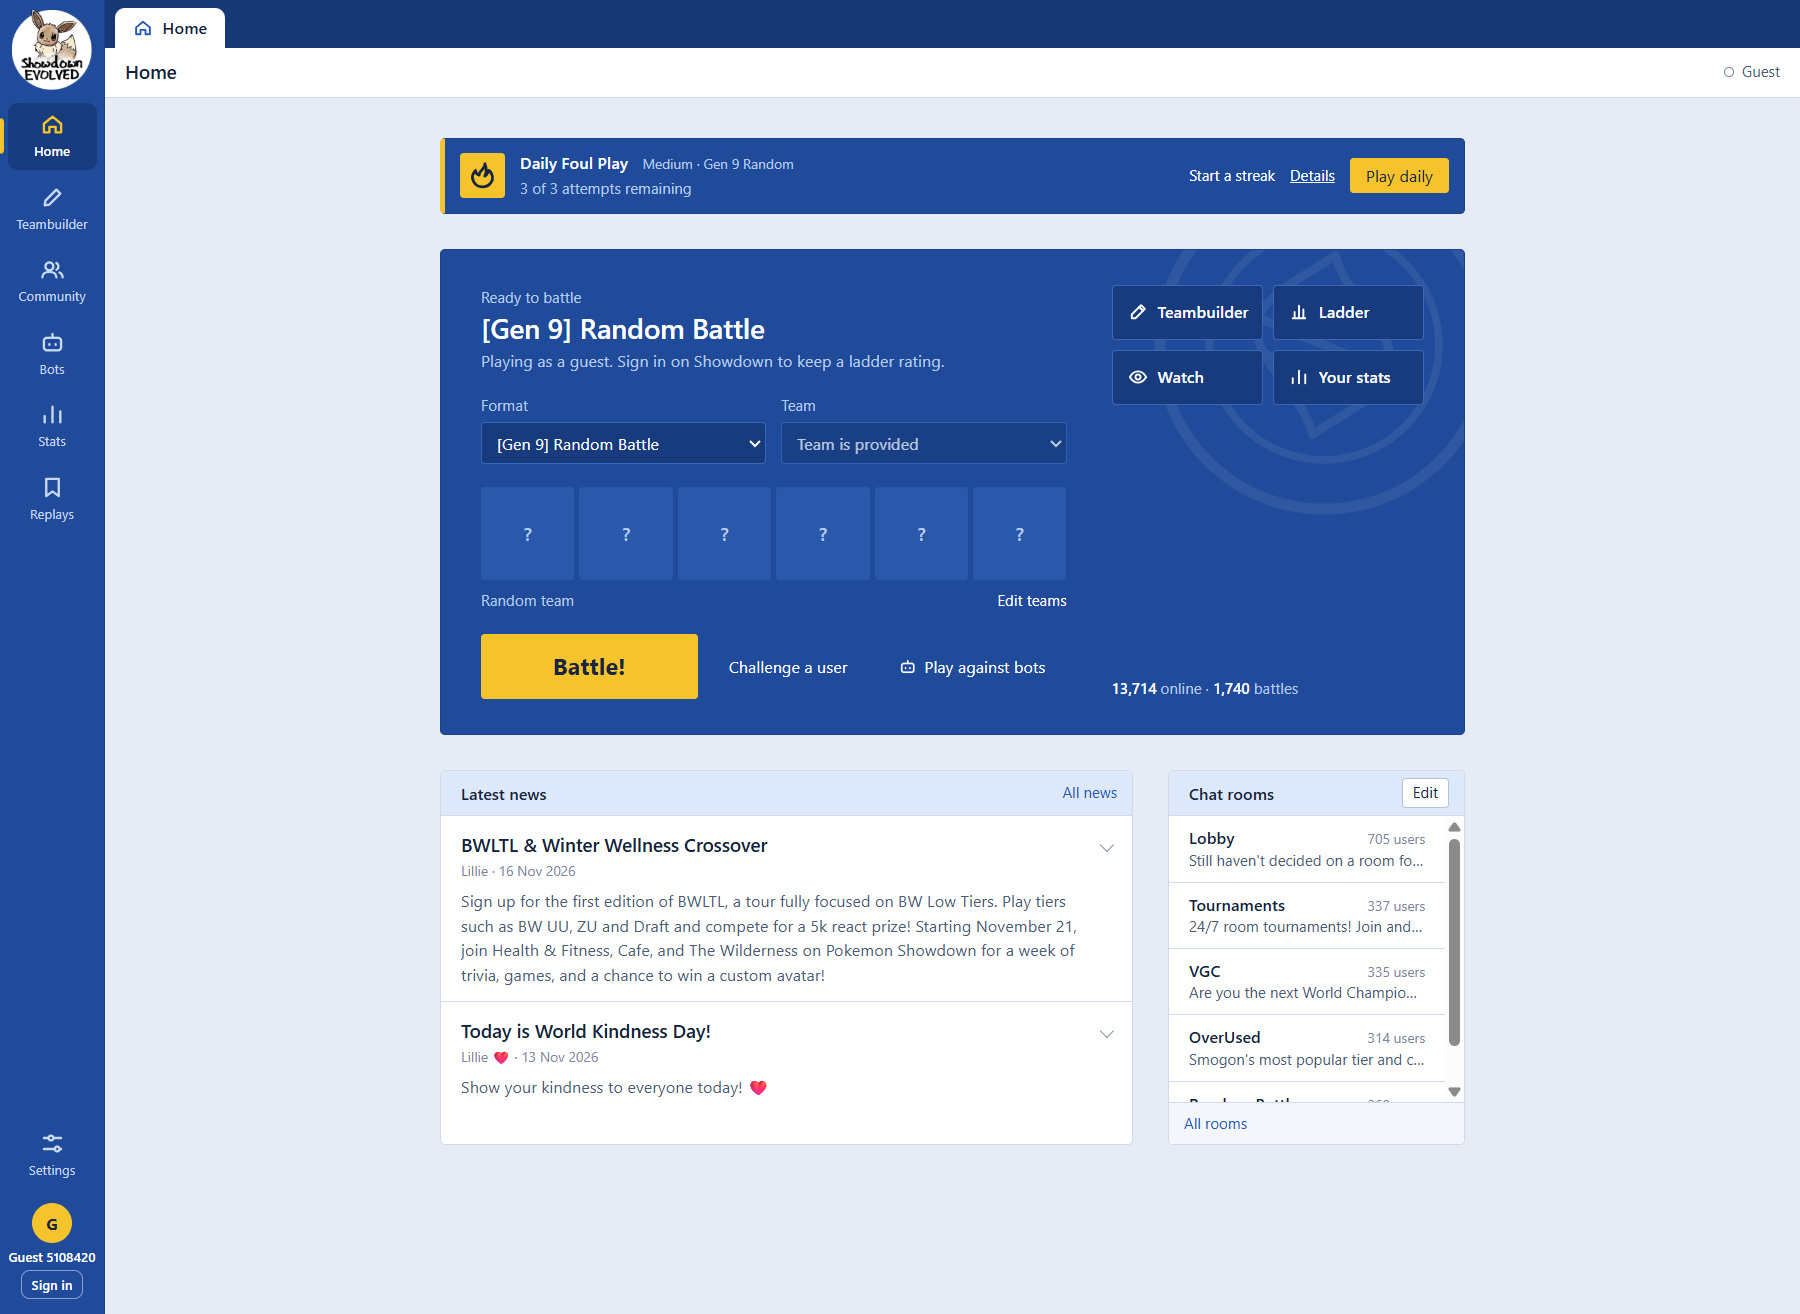 Showdown
EVOLVED
Home
Teambuilder
Community
Bots
Stats
Replays
Settings
G
Guest 5108420
Sign in
Home
Home
Guest
Daily Foul Play Medium · Gen 9 Random
3 of 3 attempts remaining
Start a streak Details Play daily
Ready to battle
[Gen 9] Random Battle
Playing as a guest. Sign in on Showdown to keep a ladder rating.
Format Team
[Gen 9] Random Battle Team is provided
? ? ? ? ? ?
Random team Edit teams
Battle! Challenge a user Play against bots
Teambuilder Ladder
Watch Your stats
13,714 online · 1,740 battles
Latest news All news
BWLTL & Winter Wellness Crossover
Lillie · 16 Nov 2026
Sign up for the first edition of BWLTL, a tour fully focused on BW Low Tiers. Play tiers
such as BW UU, ZU and Draft and compete for a 5k react prize! Starting November 21,
join Health & Fitness, Cafe, and The Wilderness on Pokemon Showdown for a week of
trivia, games, and a chance to win a custom avatar!
Today is World Kindness Day!
Lillie 💗 · 13 Nov 2026
Show your kindness to everyone today! 💗
Chat rooms Edit
Lobby 705 users
Still haven't decided on a room fo...
Tournaments 337 users
24/7 room tournaments! Join and...
VGC 335 users
Are you the next World Champio...
OverUsed 314 users
Smogon's most popular tier and c...
All rooms